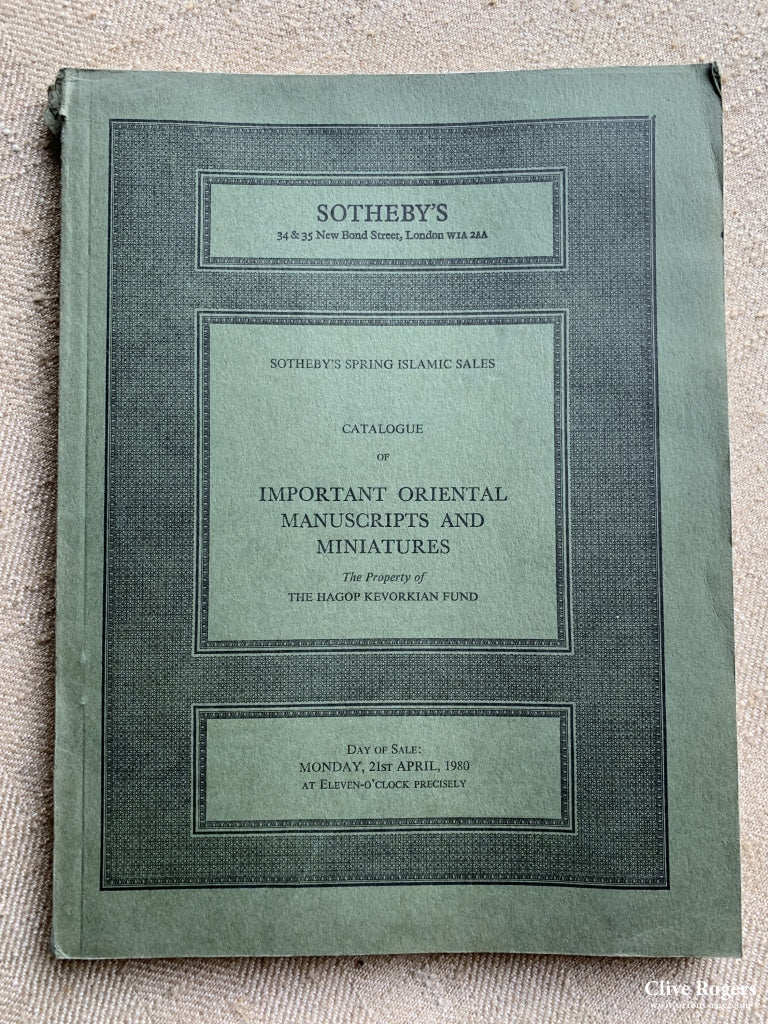 SOTHEBY'S
34 & 35 New Bond Street, London W1A 2AA
SOTHEBY'S SPRING ISLAMIC SALES
CATALOGUE
OF
IMPORTANT ORIENTAL
MANUSCRIPTS AND
MINIATURES
The Property of
THE HAGOP KEVORKIAN FUND
DAY OF SALE:
MONDAY, 21ST APRIL, 1980
AT ELEVEN-O'CLOCK PRECISELY
Clive Rogers